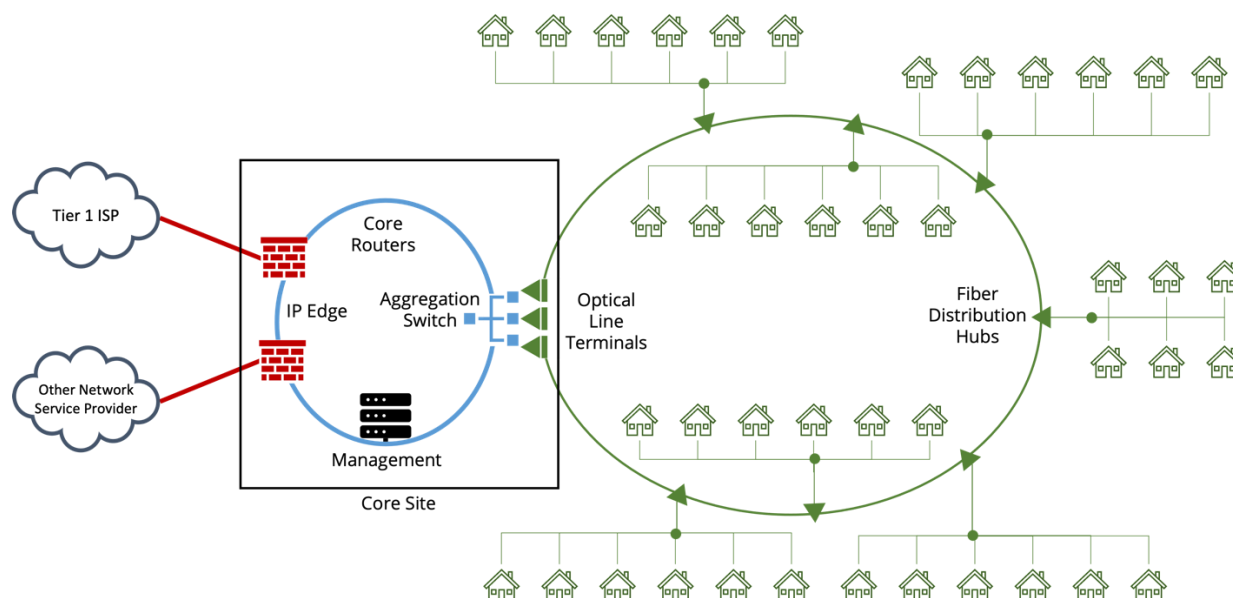 Tier 1 ISP
Other Network
Service Provider
Core
Routers
IP Edge
Aggregation
Switch
Management
Core Site
Optical
Line
Terminals
Fiber
Distribution
Hubs